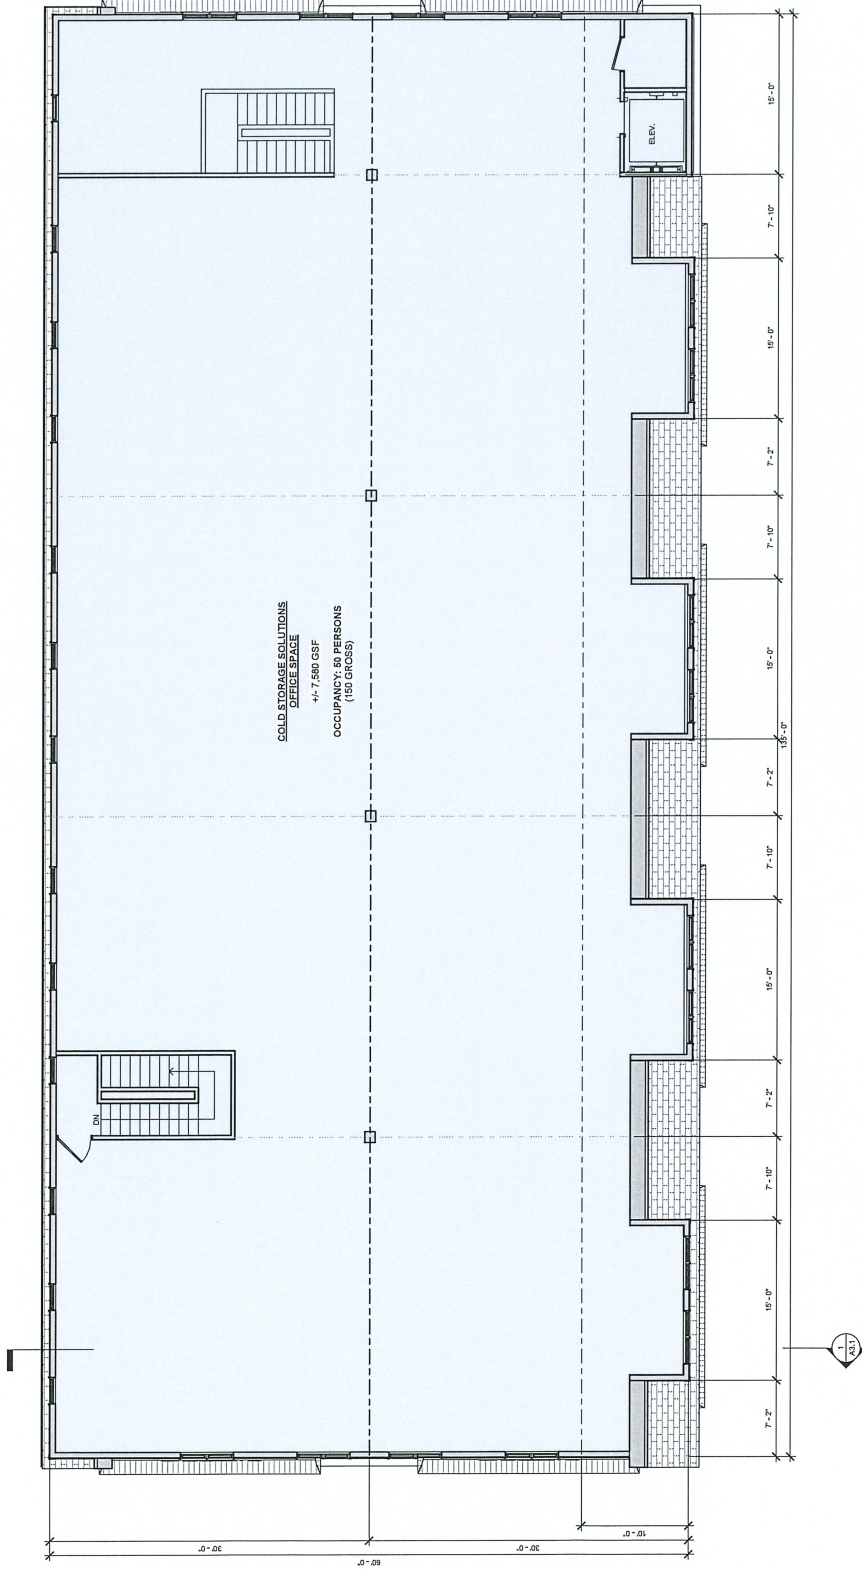 COLD STORAGE SOLUTIONS
OFFICE SPACE
+/- 7,580 GSF
OCCUPANCY: 50 PERSONS
(150 GROSS)
ELEV.
DN
15' - 0"
7' - 10"
15' - 0"
7' - 2"
7' - 10"
15' - 0"
7' - 2"
7' - 10"
15' - 0"
7' - 2"
7' - 10"
15' - 0"
7' - 2"
135' - 0"
1
A3.1
30' - 0"
30' - 0"
10' - 0"
60' - 0"